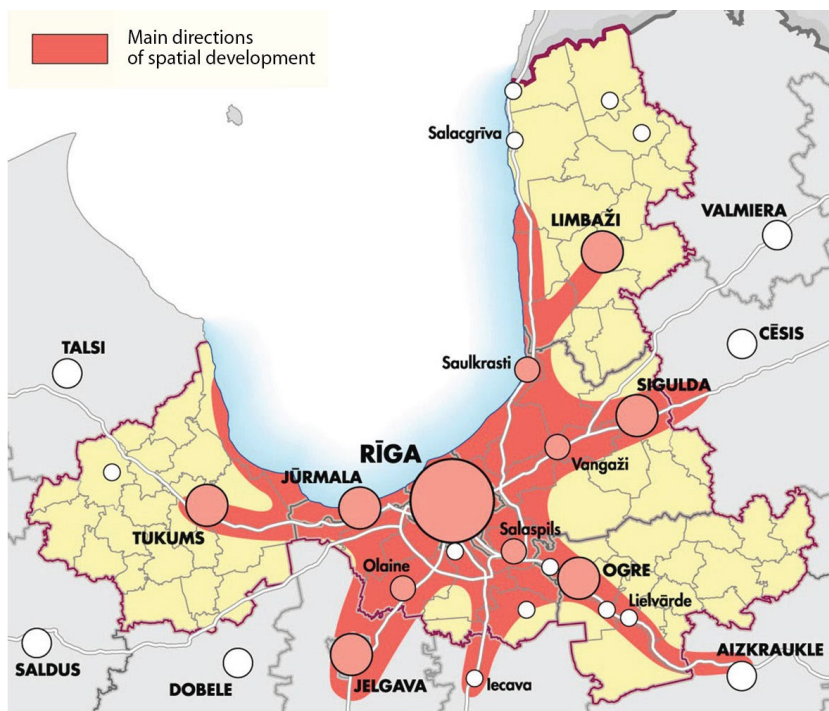 Main directions
of spatial development
Salacgrīva
LIMBAŽI
VALMIERA
TALSI
CĒSIS
Saulkrasti
SIGULDA
RĪGA
JŪRMALA
Vangaži
TUKUMS
Salaspils
Olaine
OGRE
Lielvārde
SALDUS
DOBELE
JELGAVA
Iecava
AIZKRAUKLE